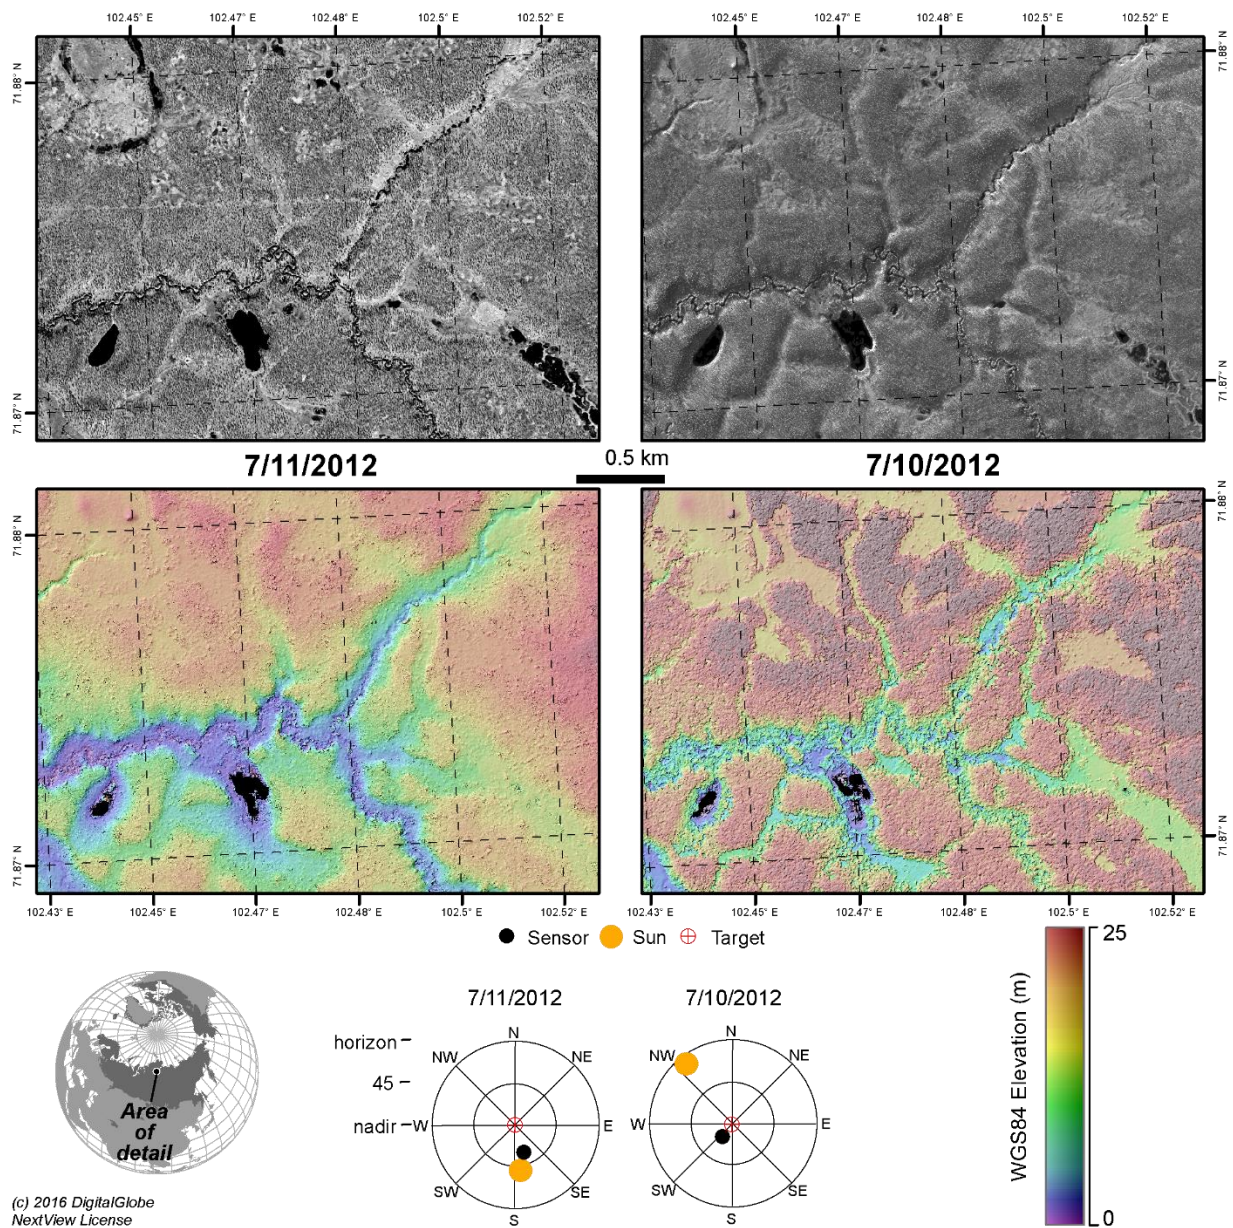 102.45° E 102.47° E 102.48° E 102.5° E 102.52° E
102.45° E 102.47° E 102.48° E 102.5° E 102.52° E
71.88° N
71.87° N
71.88° N
71.87° N
7/11/2012
0.5 km
7/10/2012
71.88° N
71.87° N
71.88° N
71.87° N
102.43° E 102.45° E 102.47° E 102.48° E 102.5° E 102.52° E
102.43° E 102.45° E 102.47° E 102.48° E 102.5° E 102.52° E
Sensor Sun Target
Area
of
detail
(c) 2016 DigitalGlobe
NextView License
horizon
45
nadir
7/11/2012
N
NW NE
W E
SW SE
S
7/10/2012
N
NW NE
W E
SW SE
S
WGS84 Elevation (m)
25
0